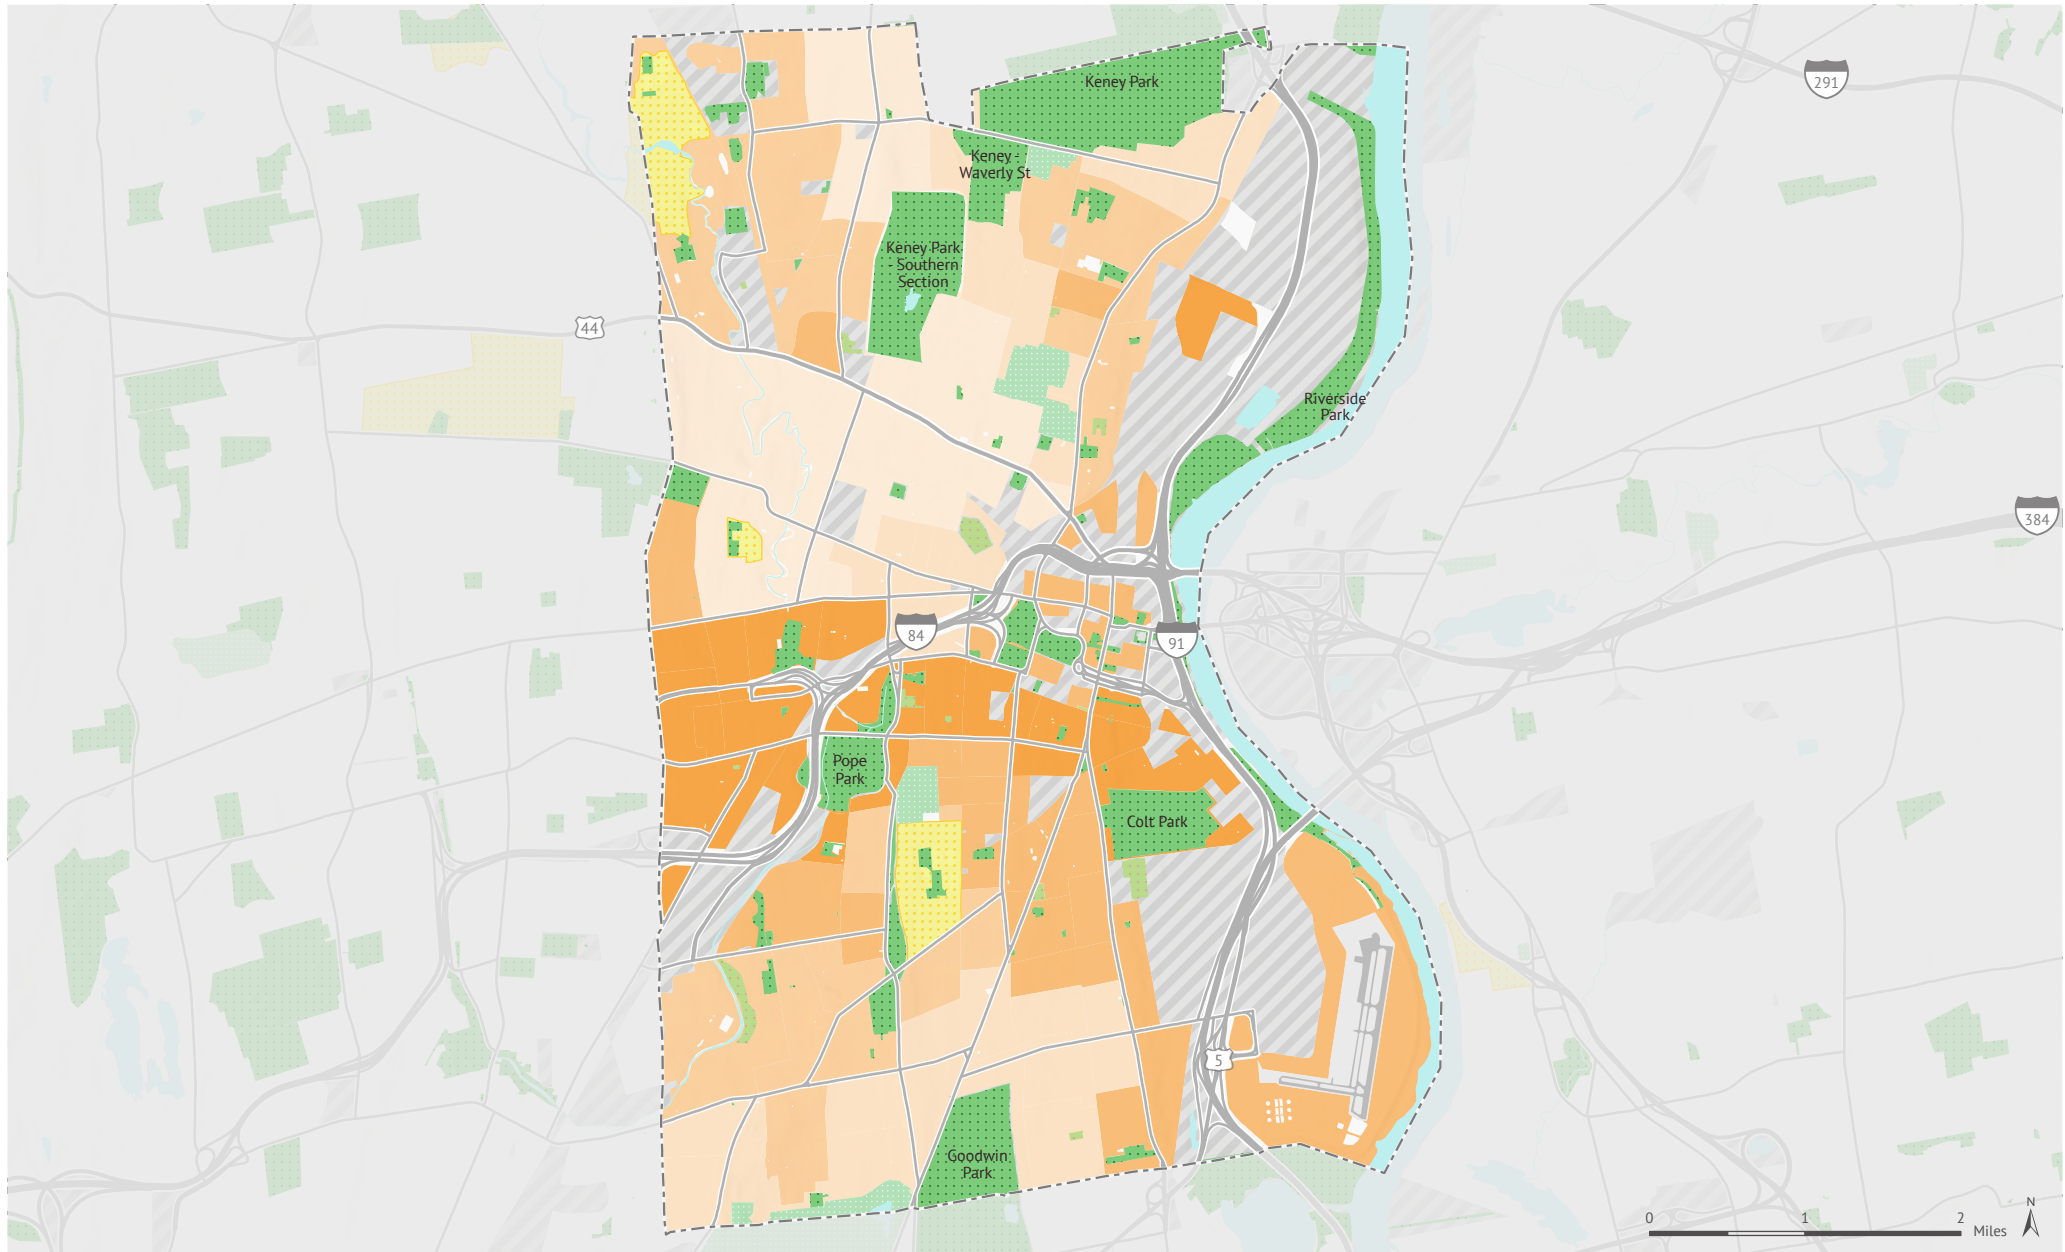 Keney Park
291
Keney -
Waverly St
Keney Park
- Southern
Section
44
Riverside
Park
384
84
91
Pope
Park
Colt Park
5
Goodwin
Park
N
0 1 2 Miles